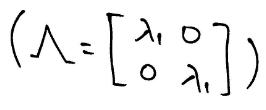 (Λ = [ λ₁ 0
0 λ₁ ])